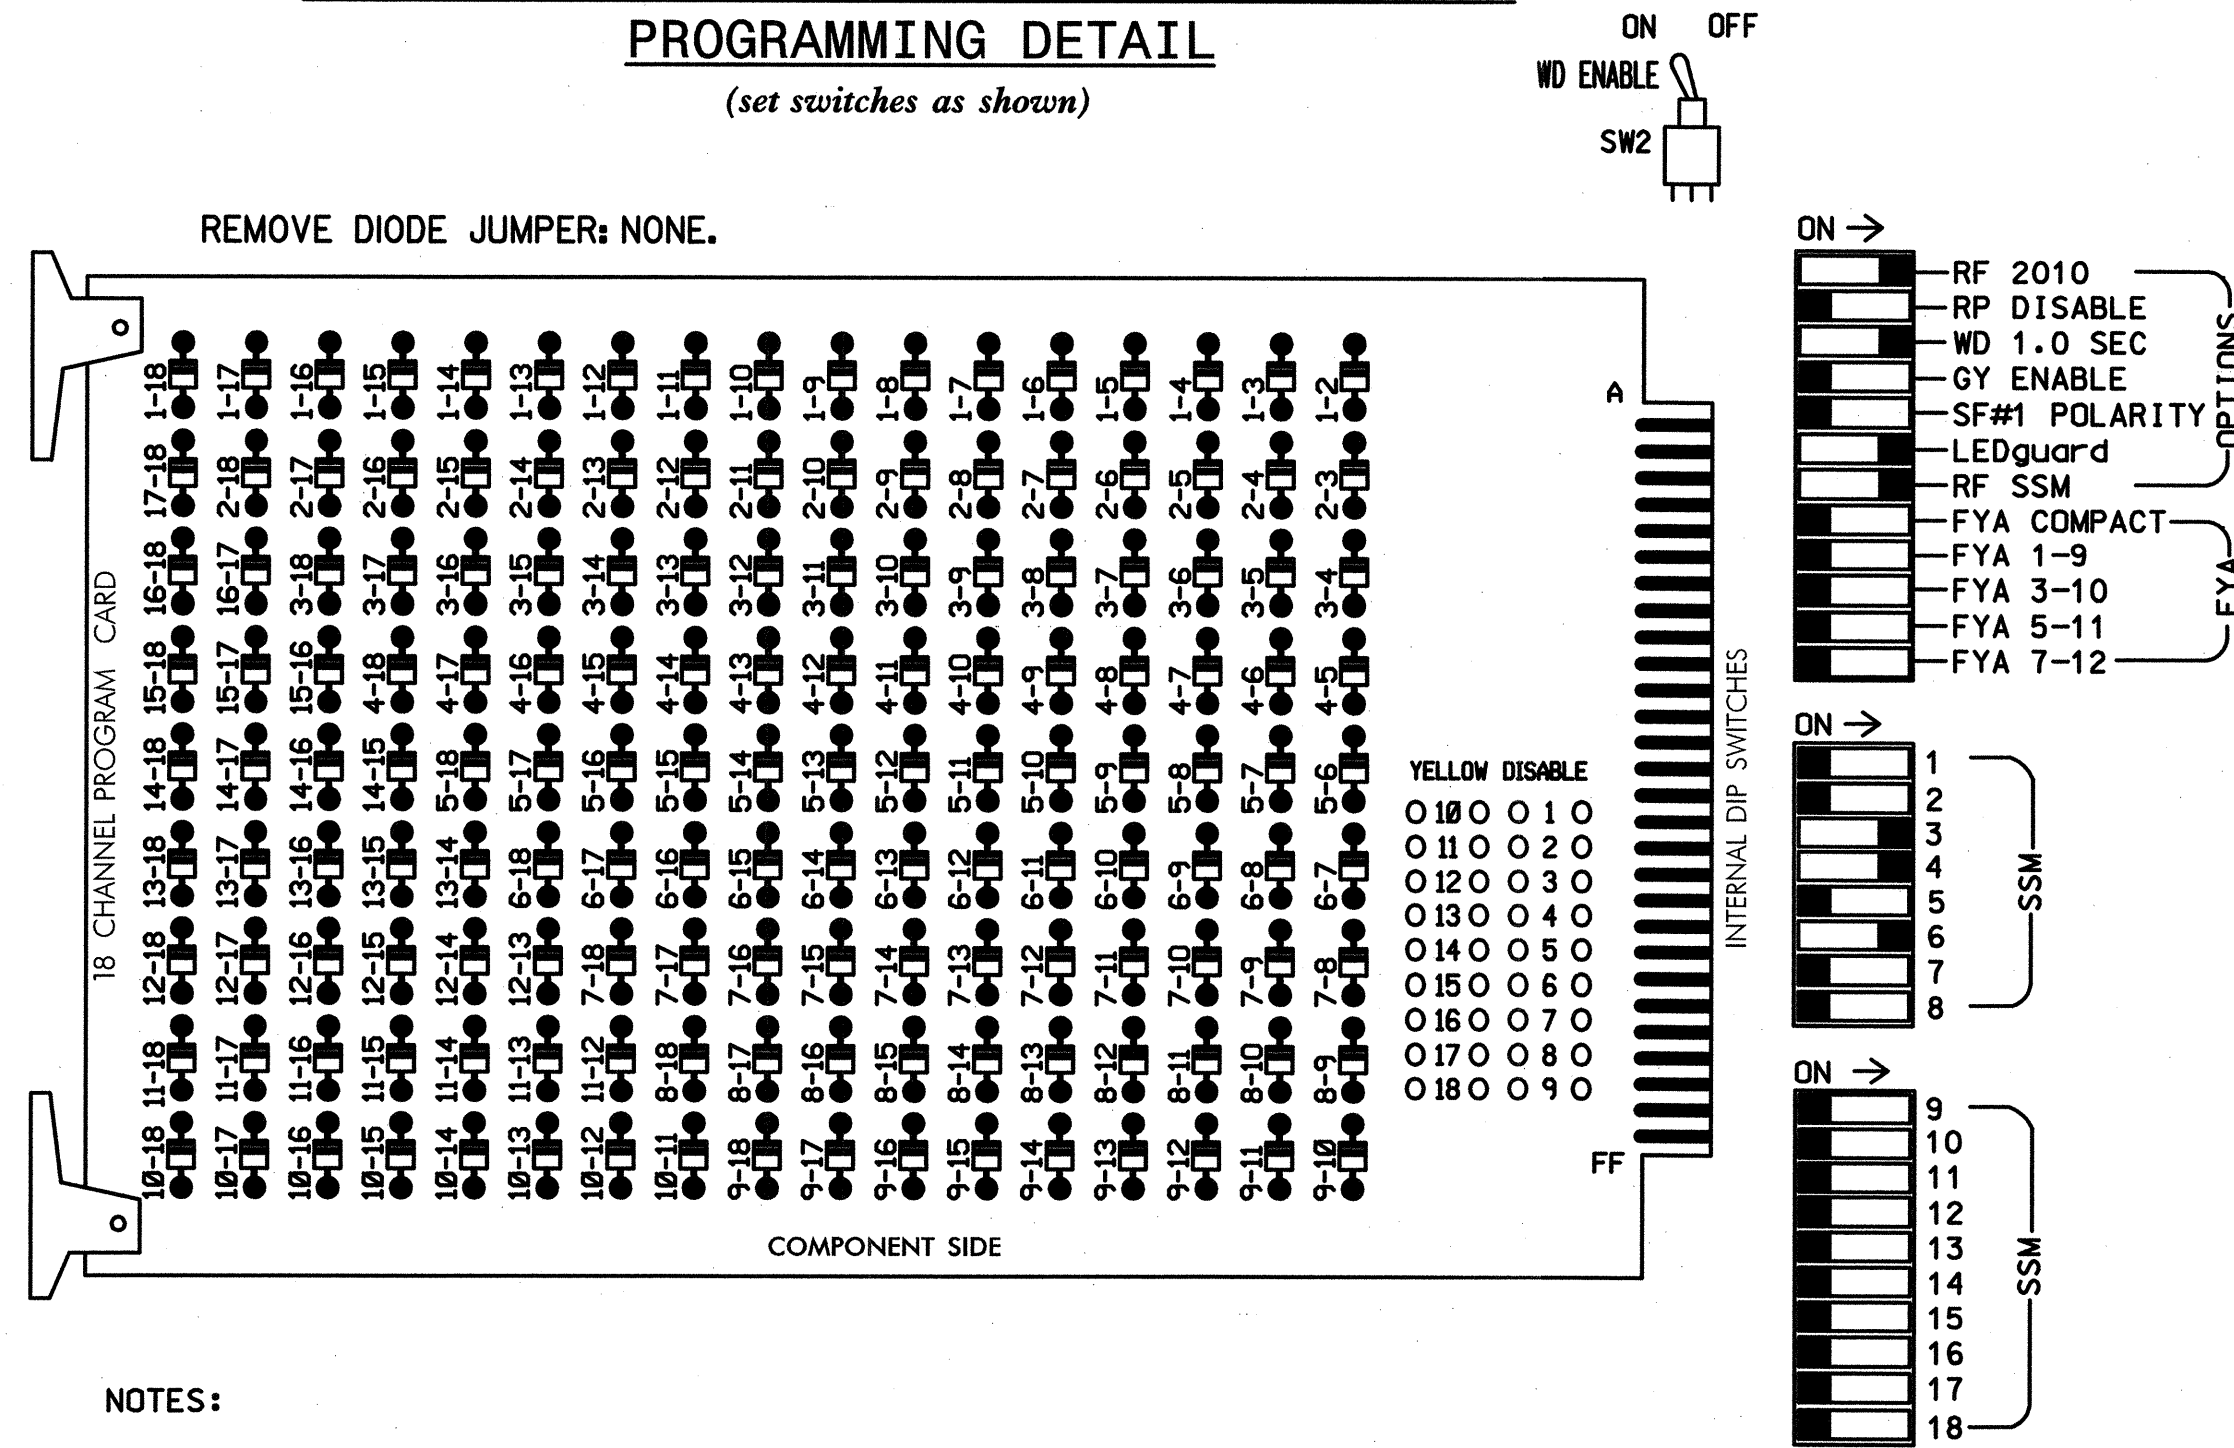 PROGRAMMING DETAIL
(set switches as shown)
ON OFF
WD ENABLE
SW2
REMOVE DIODE JUMPER: NONE.
1-18 1-17 1-16 1-15 1-14 1-13 1-12 1-11 1-10 1-9 1-8 1-7 1-6 1-5 1-4 1-3 1-2
17-18 2-18 2-17 2-16 2-15 2-14 2-13 2-12 2-11 2-10 2-9 2-8 2-7 2-6 2-5 2-4 2-3
16-18 16-17 3-18 3-17 3-16 3-15 3-14 3-13 3-12 3-11 3-10 3-9 3-8 3-7 3-6 3-5 3-4
15-18 15-17 15-16 4-18 4-17 4-16 4-15 4-14 4-13 4-12 4-11 4-10 4-9 4-8 4-7 4-6 4-5
14-18 14-17 14-16 14-15 5-18 5-17 5-16 5-15 5-14 5-13 5-12 5-11 5-10 5-9 5-8 5-7 5-6
13-18 13-17 13-16 13-15 13-14 6-18 6-17 6-16 6-15 6-14 6-13 6-12 6-11 6-10 6-9 6-8 6-7
12-18 12-17 12-16 12-15 12-14 12-13 7-18 7-17 7-16 7-15 7-14 7-13 7-12 7-11 7-10 7-9 7-8
11-18 11-17 11-16 11-15 11-14 11-13 11-12 8-18 8-17 8-16 8-15 8-14 8-13 8-12 8-11 8-10 8-9
10-18 10-17 10-16 10-15 10-14 10-13 10-12 10-11 9-18 9-17 9-16 9-15 9-14 9-13 9-12 9-11 9-10
18 CHANNEL PROGRAM CARD
COMPONENT SIDE
A
FF
YELLOW DISABLE
10 1
11 2
12 3
13 4
14 5
15 6
16 7
17 8
18 9
INTERNAL DIP SWITCHES
ON →
RF 2010
RP DISABLE
WD 1.0 SEC
GY ENABLE
SF#1 POLARITY
LEDguard
RF SSM
OPTIONS
FYA COMPACT
FYA 1-9
FYA 3-10
FYA 5-11
FYA 7-12
FYA
ON →
1
2
3
4
5
6
7
8
SSM
ON →
9
10
11
12
13
14
15
16
17
18
SSM
NOTES: